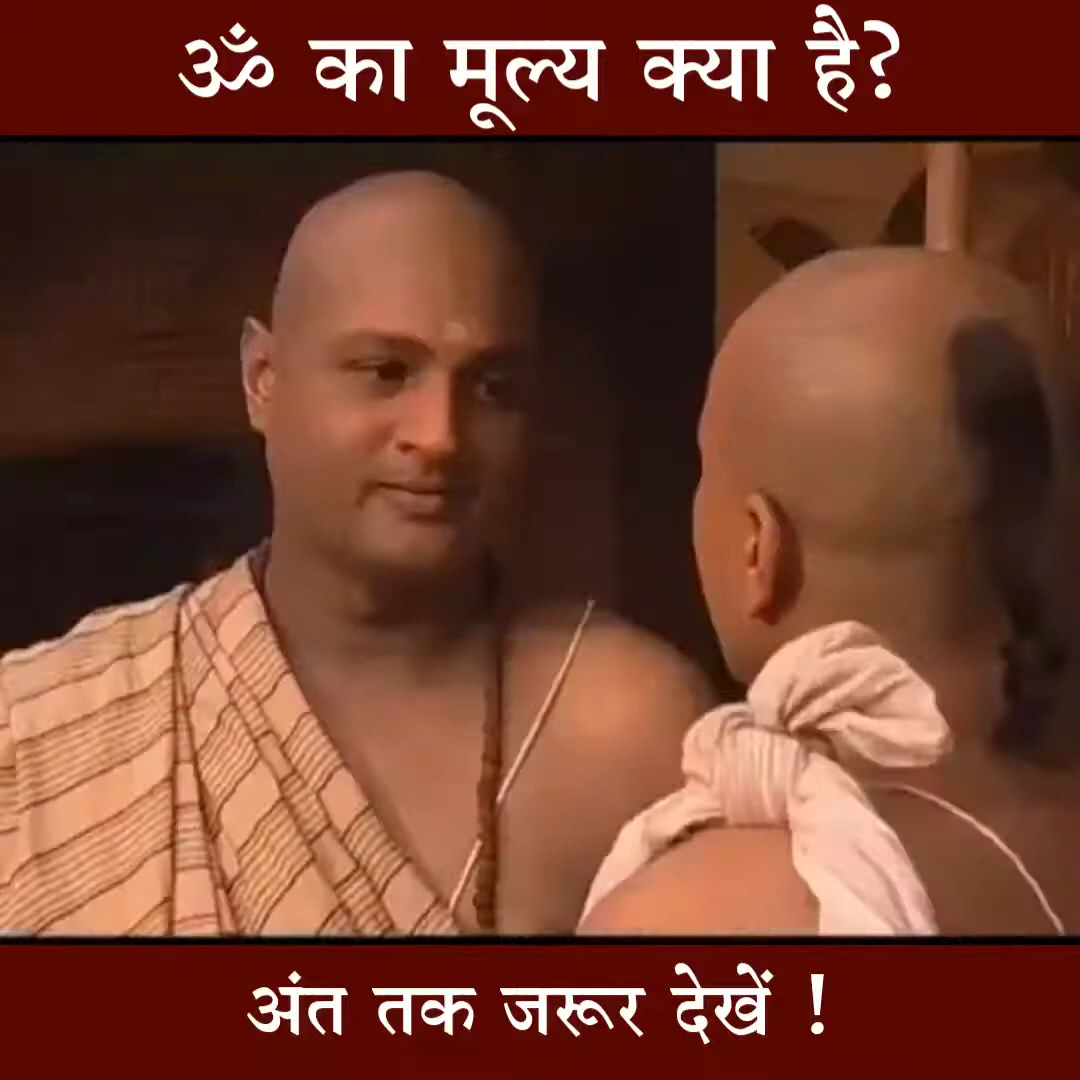 ॐ का मूल्य क्या है?
अंत तक जरूर देखें !